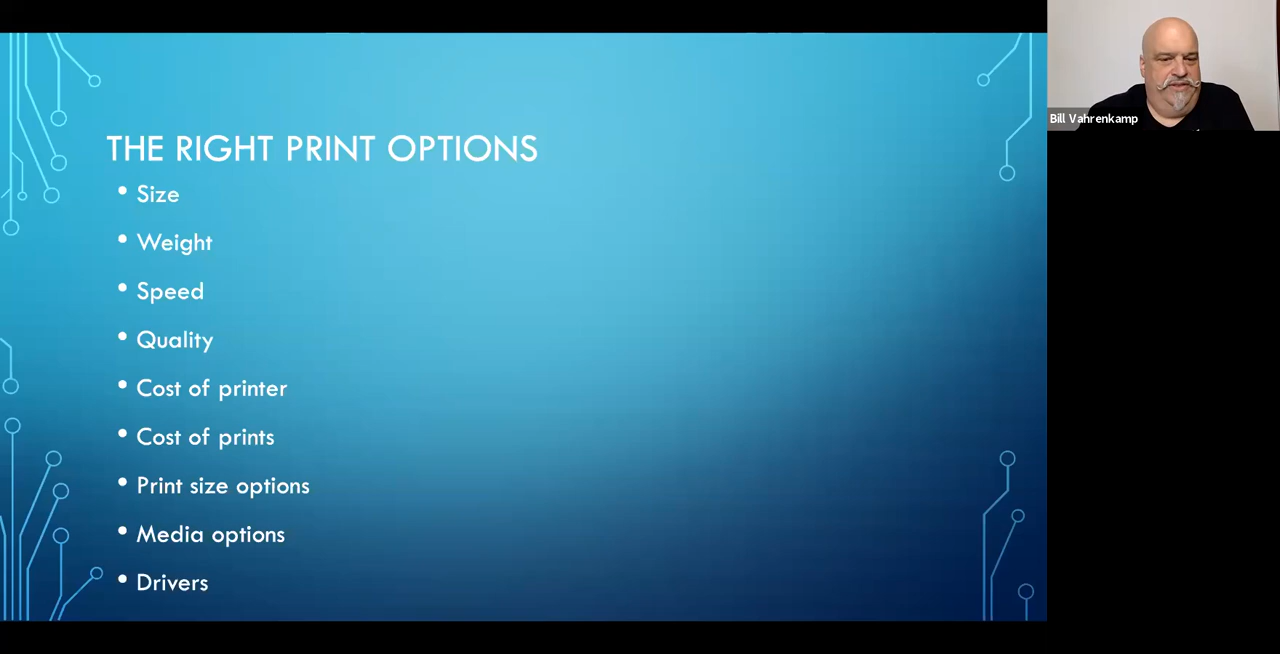 THE RIGHT PRINT OPTIONS
• Size
• Weight
• Speed
• Quality
• Cost of printer
• Cost of prints
• Print size options
• Media options
• Drivers
Bill Vahrenkamp